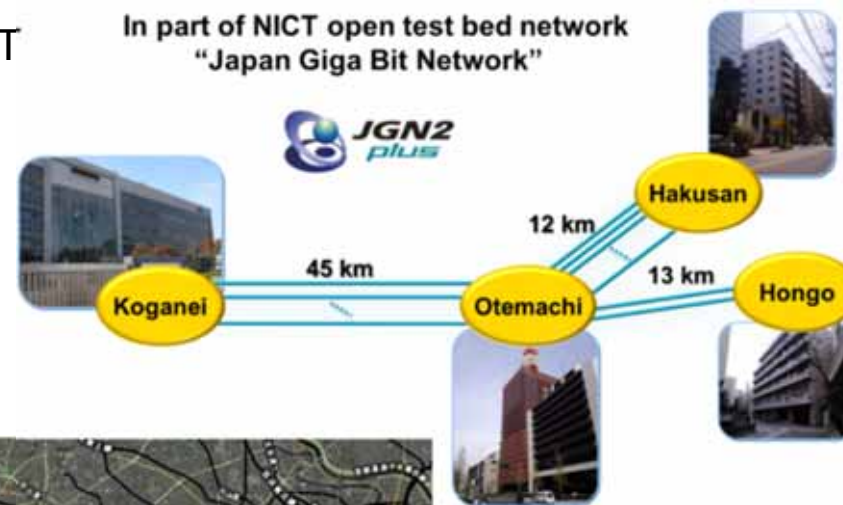 T
In part of NICT open test bed network
“Japan Giga Bit Network”
JGN2
plus
Hakusan
12 km
45 km
13 km
Koganei
Otemachi
Hongo